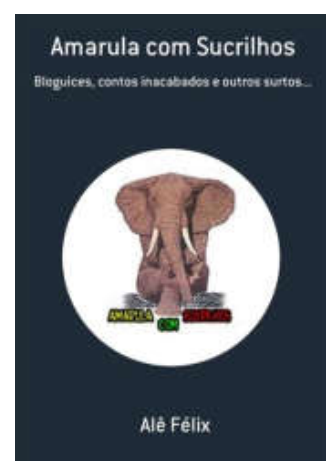 Amarula com Sucrilhos
Bloguices, contos inacabados e outros surtos...
AMARULA
COM
SUCRILHOS
Alê Félix